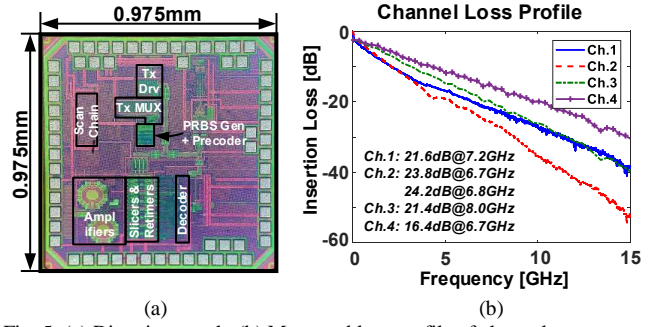 0.975mm
0.975mm
Tx
Drv
Tx MUX
Scan
Chain
PRBS Gen
+ Precoder
Ampl
ifiers
Slicers &
Retimers
Decoder
(a)
Channel Loss Profile
Insertion Loss [dB]
0
-20
-40
-60
Ch.1
Ch.2
Ch.3
Ch.4
Ch.1: 21.6dB@7.2GHz
Ch.2: 23.8dB@6.7GHz
24.2dB@6.8GHz
Ch.3: 21.4dB@8.0GHz
Ch.4: 16.4dB@6.7GHz
0
5
10
15
Frequency [GHz]
(b)